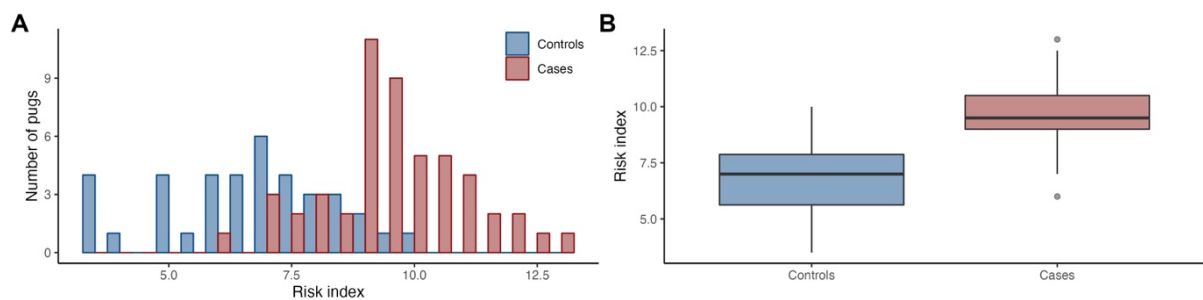 A
Number of pugs
9
6
3
0
5.0 7.5 10.0 12.5
Risk index
Controls
Cases
B
Risk index
12.5
10.0
7.5
5.0
Controls Cases